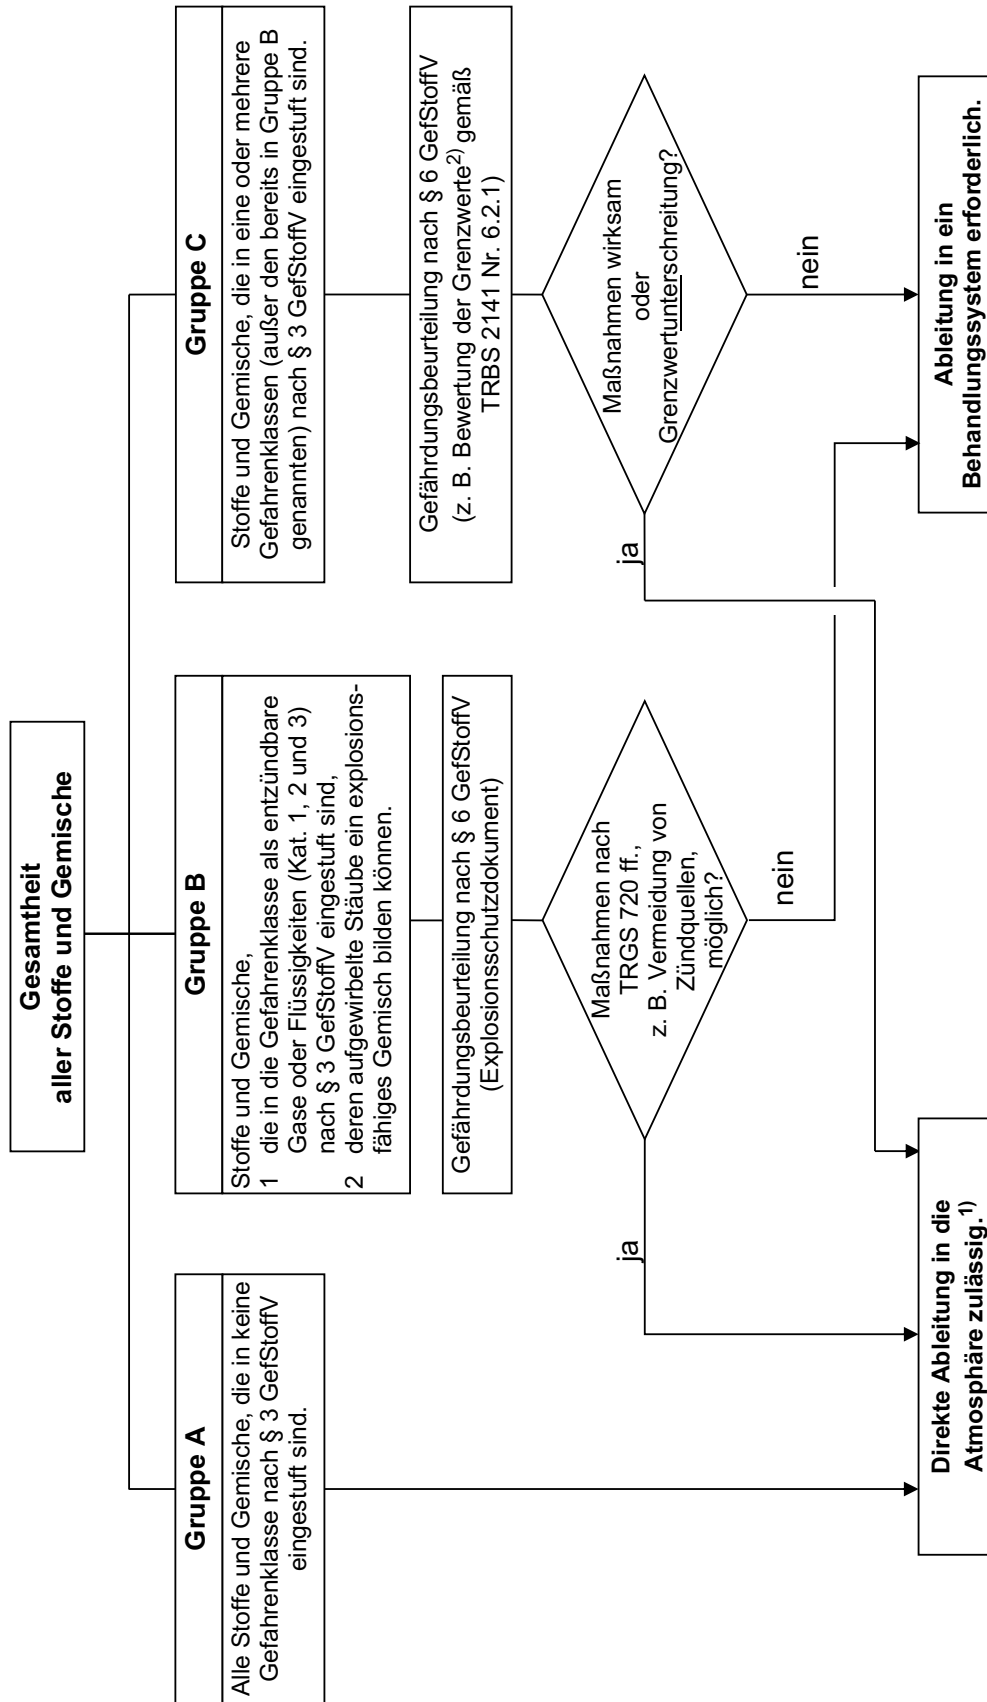 Gesamtheit
aller Stoffe und Gemische
Gruppe A
Alle Stoffe und Gemische, die in keine
Gefahrenklasse nach § 3 GefStoffV
eingestuft sind.
Gruppe B
Stoffe und Gemische,
1 die in die Gefahrenklasse als entzündbare
Gase oder Flüssigkeiten (Kat. 1, 2 und 3)
nach § 3 GefStoffV eingestuft sind,
2 deren aufgewirbelte Stäube ein explosions-
fähiges Gemisch bilden können.
Gefährdungsbeurteilung nach § 6 GefStoffV
(Explosionsschutzdokument)
Maßnahmen nach
TRGS 720 ff.,
z. B. Vermeidung von
Zündquellen,
möglich?
ja
nein
Gruppe C
Stoffe und Gemische, die in eine oder mehrere
Gefahrenklassen (außer den bereits in Gruppe B
genannten) nach § 3 GefStoffV eingestuft sind.
Gefährdungsbeurteilung nach § 6 GefStoffV
(z. B. Bewertung der Grenzwerte2) gemäß
TRBS 2141 Nr. 6.2.1)
Maßnahmen wirksam
oder
Grenzwertunterschreitung?
ja
nein
Direkte Ableitung in die
Atmosphäre zulässig.1)
Ableitung in ein
Behandlungssystem erforderlich.